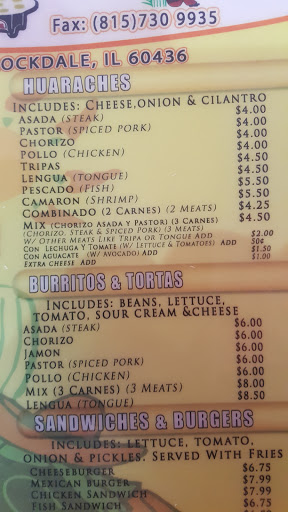 Fax: (815)730 9935
OCKDALE, IL 60436
HUARACHES
INCLUDES: CHEESE,ONION & CILANTRO
ASADA (STEAK) $4.00
PASTOR (SPICED PORK) $4.00
CHORIZO $4.00
POLLO (CHICKEN) $4.00
TRIPAS $4.50
LENGUA (TONGUE) $4.50
PESCADO (FISH) $5.50
CAMARON (SHRIMP) $5.50
COMBINADO (2 CARNES) (2 MEATS) $4.25
MIX (CHORIZO ASADA Y PASTOR) (3 CARNES) $4.50
(CHORIZO, STEAK & SPICED PORK) (3 MEATS)
W/ OTHER MEATS LIKE TRIPA OR TONGUE ADD $2.00
CON LECHUGA Y TOMATE (W/ LETTUCE & TOMATOES) ADD 50¢
CON AGUACATE (W/ AVOCADO) ADD $1.50
EXTRA CHEESE ADD $1.00
BURRITOS & TORTAS
INCLUDES: BEANS, LETTUCE,
TOMATO, SOUR CREAM &CHEESE
ASADA (STEAK) $6.00
CHORIZO $6.00
JAMON $6.00
PASTOR (SPICED PORK) $6.00
POLLO (CHICKEN) $6.00
MIX (3 CARNES) (3 MEATS) $8.00
LENGUA (TONGUE) $8.50
SANDWICHES & BURGERS
INCLUDES: LETTUCE, TOMATO,
ONION & PICKLES. SERVED WITH FRIES
CHEESEBURGER $6.75
MEXICAN BURGER $7.99
CHICKEN SANDWICH $7.99
FISH SANDWICH $6.75